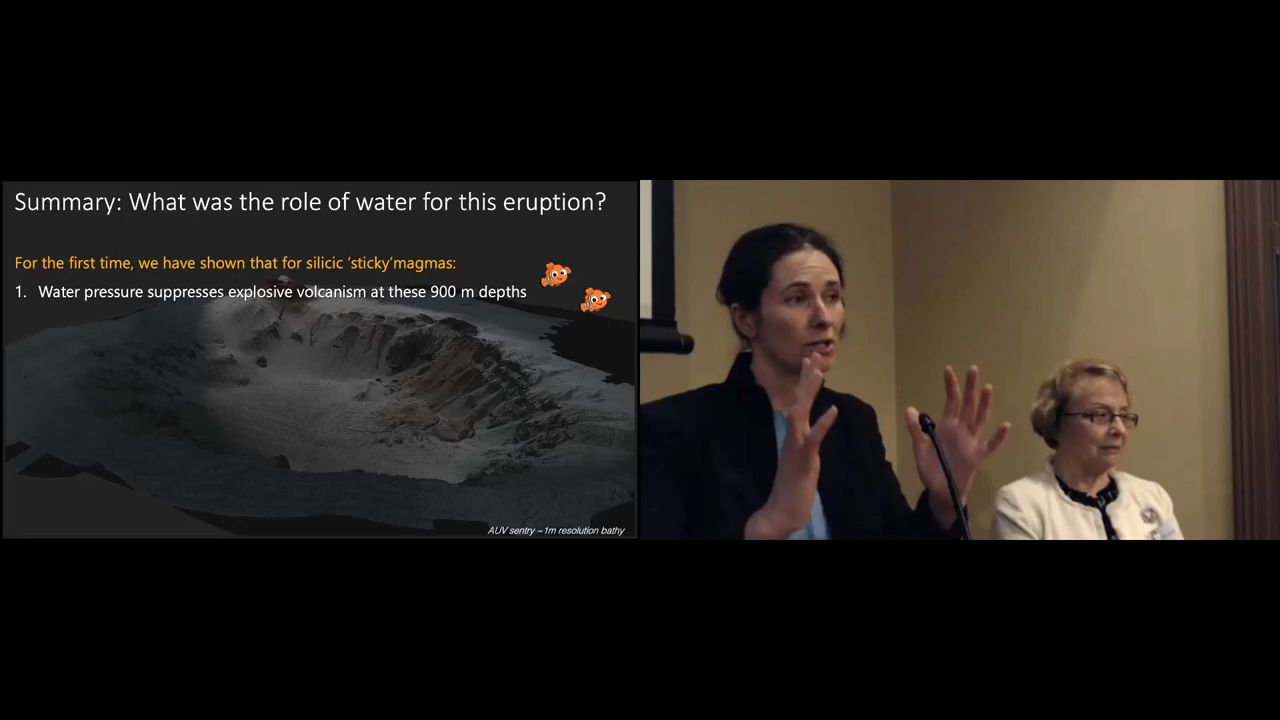 Summary: What was the role of water for this eruption?
For the first time, we have shown that for silicic 'sticky'magmas:
1. Water pressure suppresses explosive volcanism at these 900 m depths
AUV sentry ~1m resolution bathy